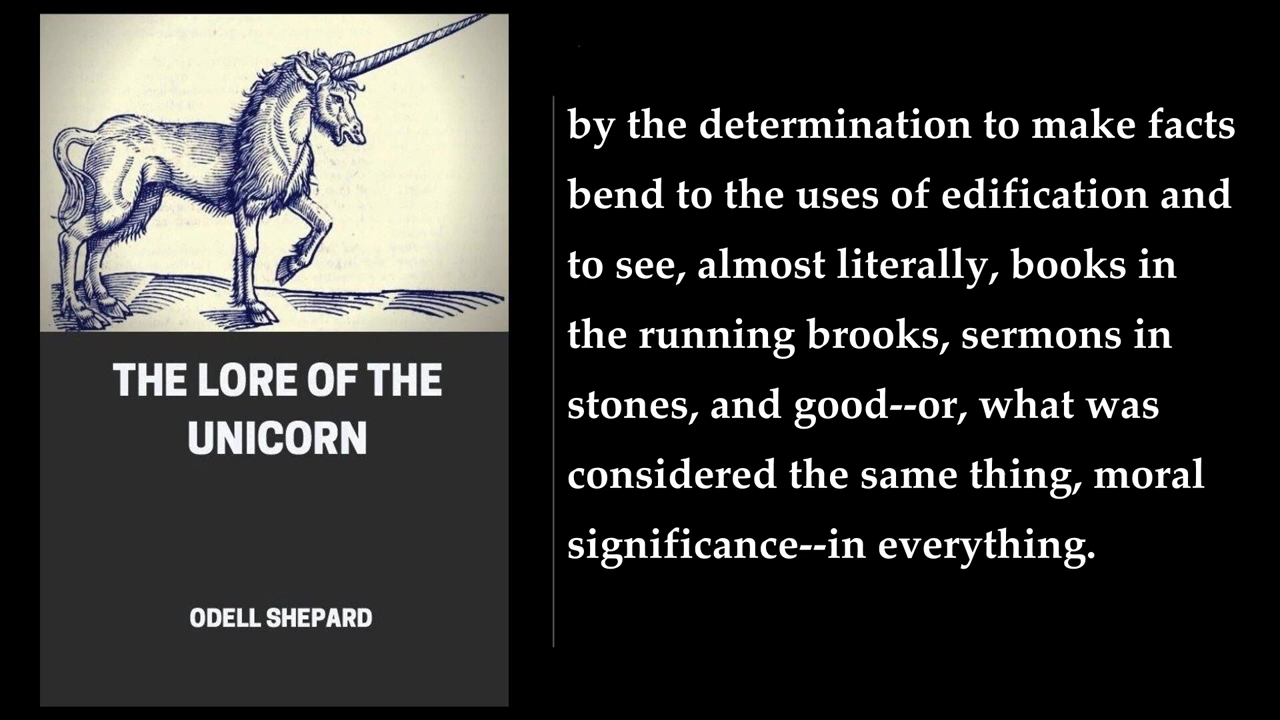 THE LORE OF THE
UNICORN
ODELL SHEPARD
by the determination to make facts
bend to the uses of edification and
to see, almost literally, books in
the running brooks, sermons in
stones, and good--or, what was
considered the same thing, moral
significance--in everything.